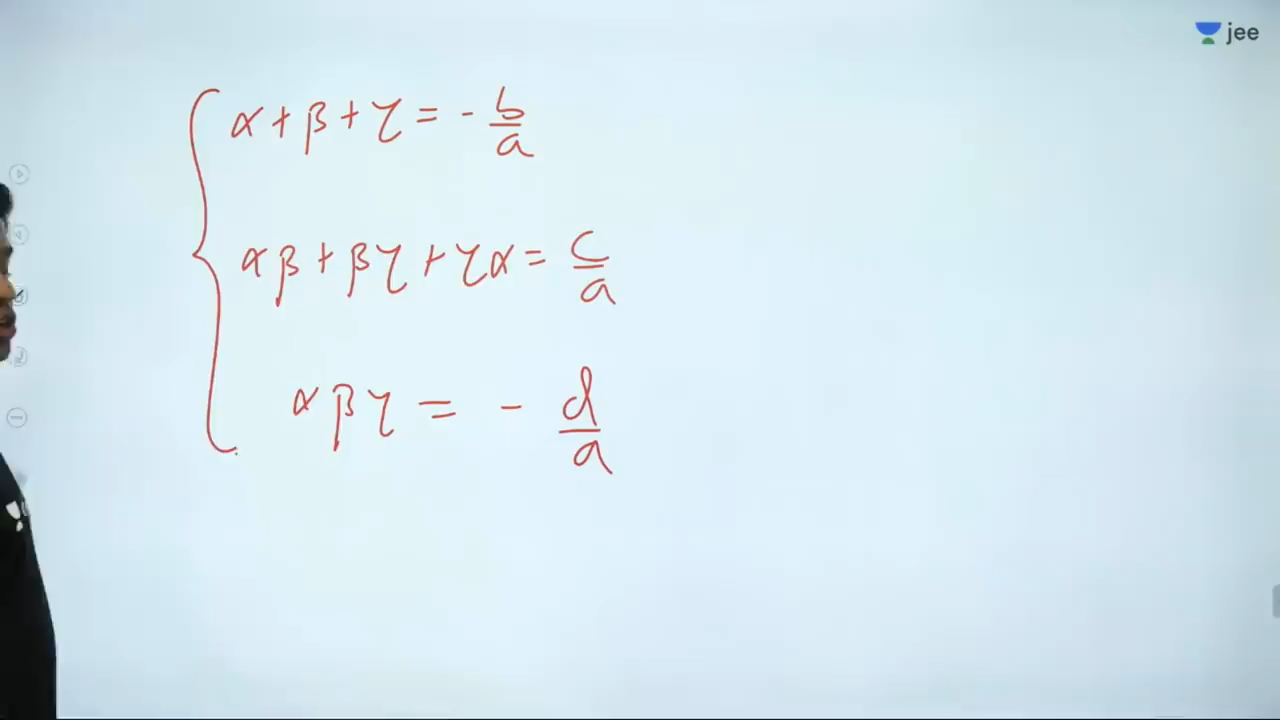 jee
α + β + γ = - b/a
αβ + βγ + γα = c/a
αβγ = - d/a